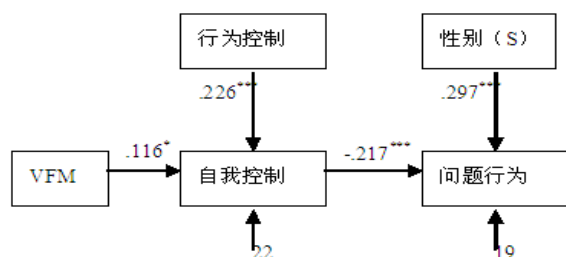 行为控制
性别（S）
.226***
.297***
.116*
-.217***
VFM
自我控制
问题行为
.22
.19